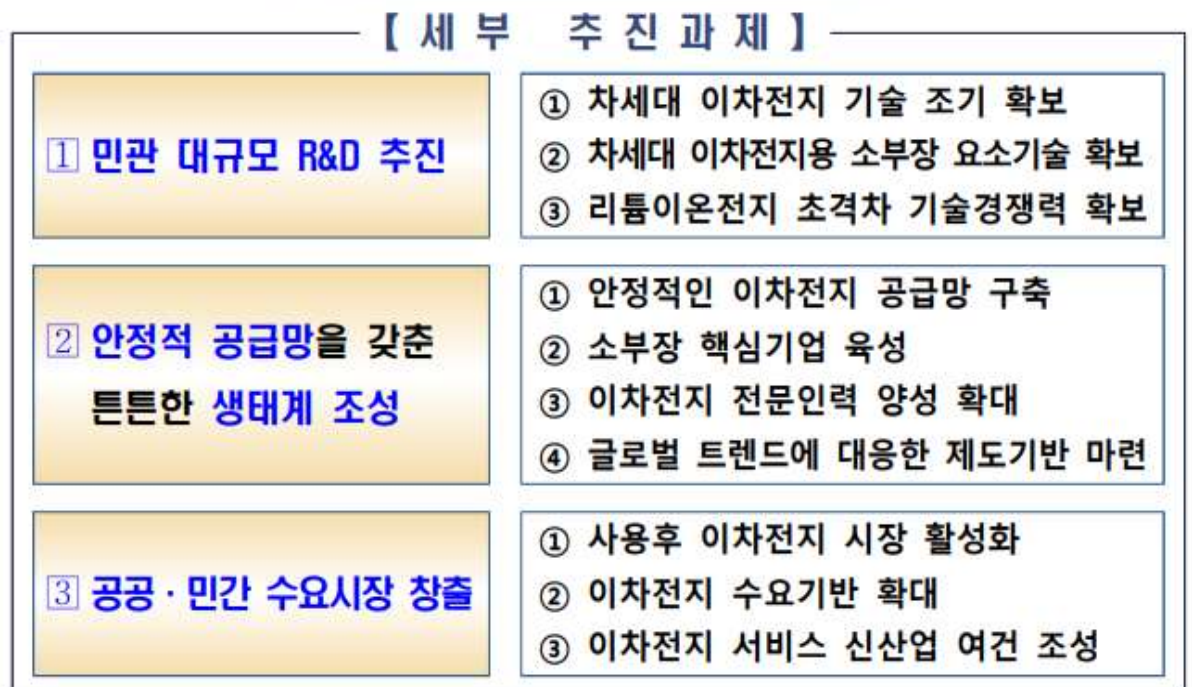 【 세 부 추 진 과 제 】
1 민관 대규모 R&D 추진
① 차세대 이차전지 기술 조기 확보
② 차세대 이차전지용 소부장 요소기술 확보
③ 리튬이온전지 초격차 기술경쟁력 확보
2 안정적 공급망을 갖춘
튼튼한 생태계 조성
① 안정적인 이차전지 공급망 구축
② 소부장 핵심기업 육성
③ 이차전지 전문인력 양성 확대
④ 글로벌 트렌드에 대응한 제도기반 마련
3 공공·민간 수요시장 창출
① 사용후 이차전지 시장 활성화
② 이차전지 수요기반 확대
③ 이차전지 서비스 신산업 여건 조성